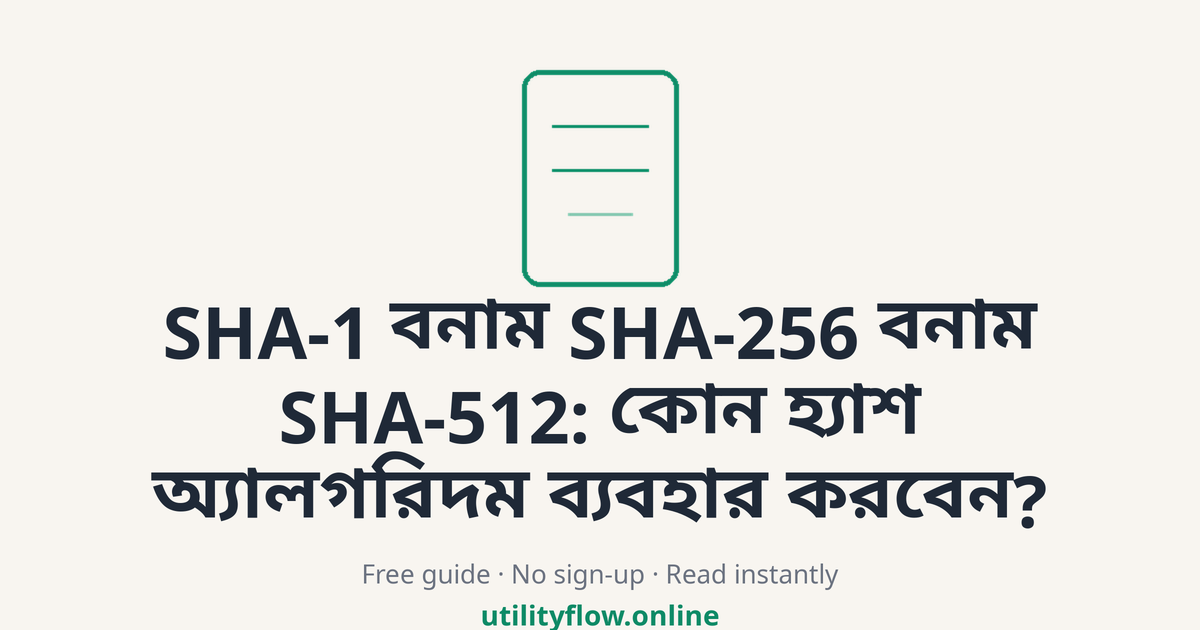 SHA-1 বনাম SHA-256 বনাম
SHA-512: কোন হ্যাশ
অ্যালগরিদম ব্যবহার করবেন?
Free guide · No sign-up · Read instantly
utilityflow.online